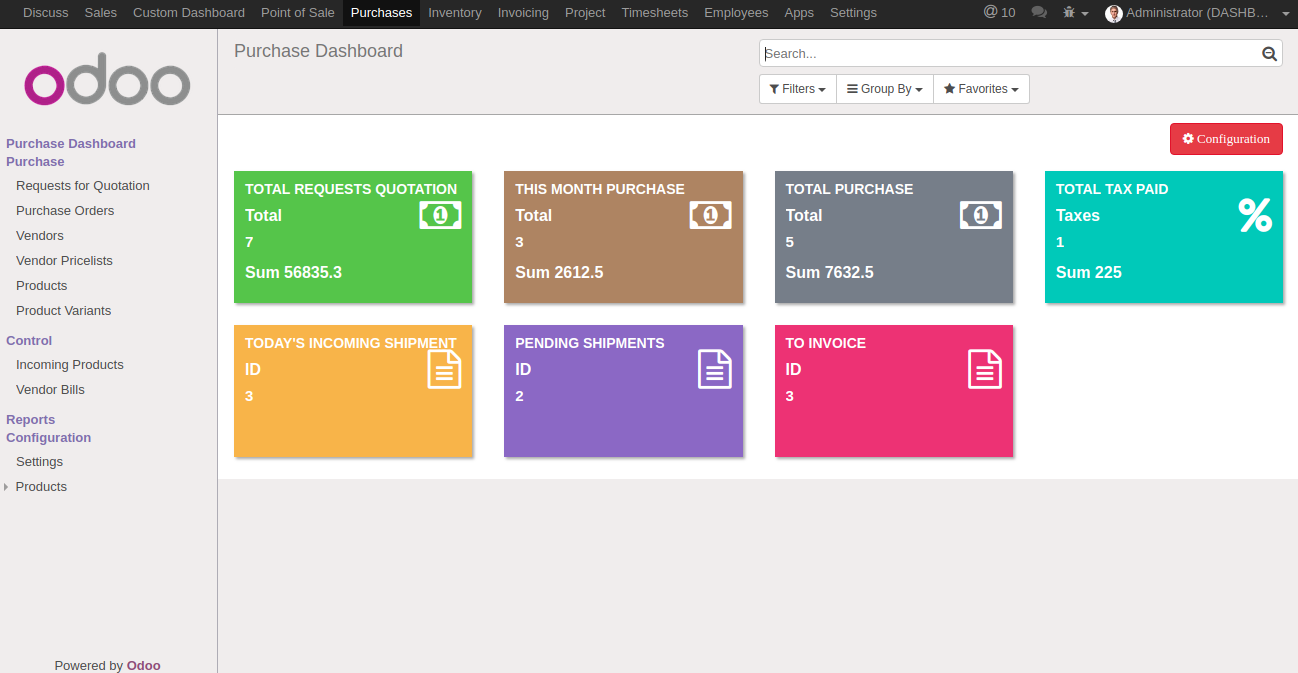 Discuss Sales Custom Dashboard Point of Sale Purchases Inventory Invoicing Project Timesheets Employees Apps Settings @ 10 Administrator (DASHB...
odoo
Purchase Dashboard
Search...
Filters Group By Favorites
Configuration
Purchase Dashboard
Purchase
Requests for Quotation
Purchase Orders
Vendors
Vendor Pricelists
Products
Product Variants
Control
Incoming Products
Vendor Bills
Reports
Configuration
Settings
Products
Powered by Odoo
TOTAL REQUESTS QUOTATION
Total
1
7
Sum 56835.3
THIS MONTH PURCHASE
Total
1
3
Sum 2612.5
TOTAL PURCHASE
Total
1
5
Sum 7632.5
TOTAL TAX PAID
Taxes
%
1
Sum 225
TODAY'S INCOMING SHIPMENT
ID
3
PENDING SHIPMENTS
ID
2
TO INVOICE
ID
3